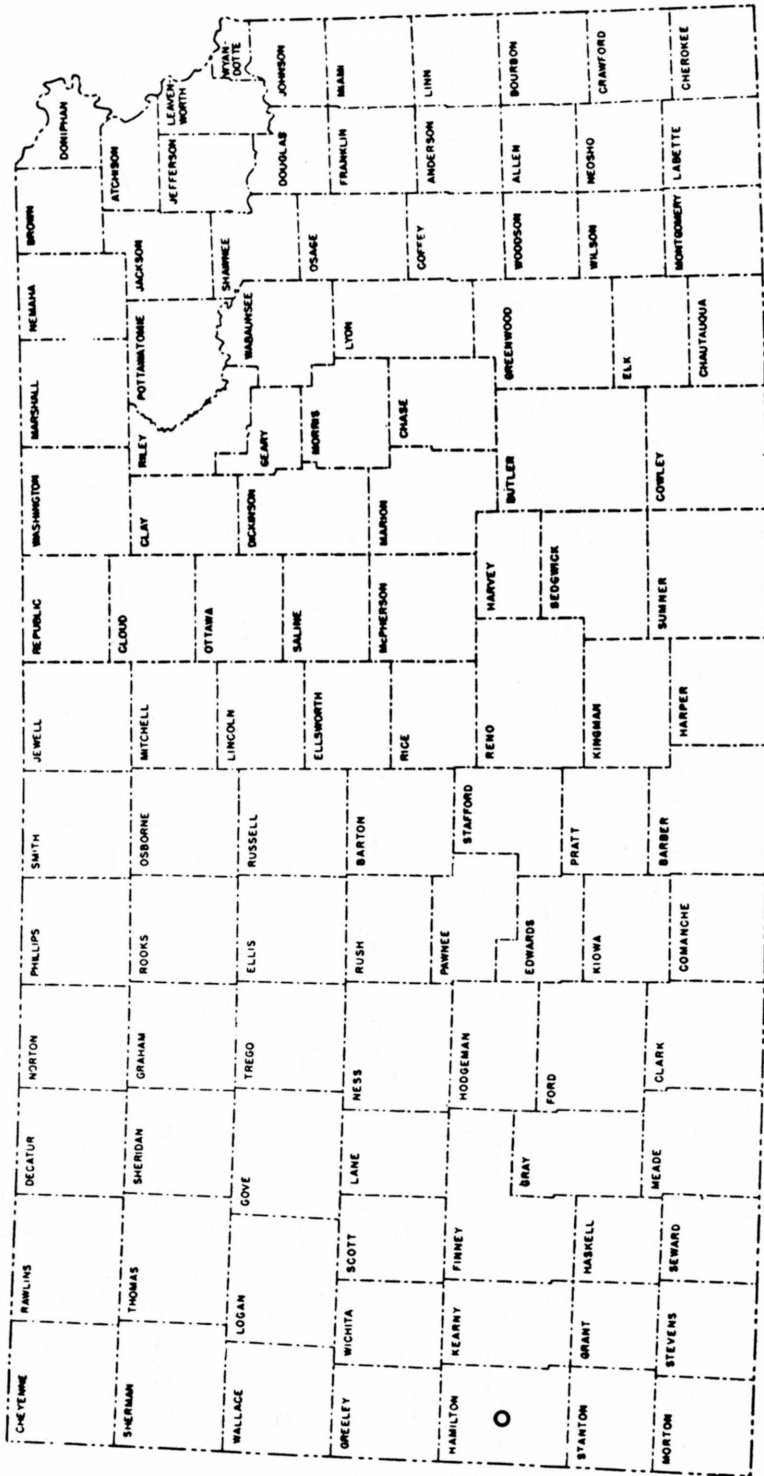 CHEYENNE
RAWLINS
DECATUR
NORTON
PHILLIPS
SMITH
JEWELL
REPUBLIC
WASHINGTON
MARSHALL
NEMAHA
BROWN
DONIPHAN
SHERMAN
THOMAS
SHERIDAN
GRAHAM
ROOKS
OSBORNE
MITCHELL
CLOUD
CLAY
RILEY
POTTAWATOMIE
JACKSON
ATCHISON
JEFFERSON
LEAVEN-
WORTH
WYAN-
DOTTE
WALLACE
LOGAN
GOVE
TREGO
ELLIS
RUSSELL
LINCOLN
OTTAWA
DICKINSON
GEARY
WABAUNSEE
SHAWNEE
DOUGLAS
JOHNSON
GREELEY
WICHITA
SCOTT
LANE
NESS
RUSH
BARTON
ELLSWORTH
SALINE
MORRIS
OSAGE
FRANKLIN
MIAMI
HAMILTON
KEARNY
FINNEY
HODGEMAN
PAWNEE
STAFFORD
RICE
McPHERSON
MARION
CHASE
LYON
COFFEY
ANDERSON
LINN
GRAY
FORD
EDWARDS
RENO
HARVEY
BUTLER
GREENWOOD
WOODSON
ALLEN
BOURBON
STANTON
GRANT
HASKELL
KIOWA
PRATT
KINGMAN
SEDGWICK
ELK
WILSON
NEOSHO
CRAWFORD
MORTON
STEVENS
SEWARD
MEADE
CLARK
COMANCHE
BARBER
HARPER
SUMNER
COWLEY
CHAUTAUQUA
MONTGOMERY
LABETTE
CHEROKEE